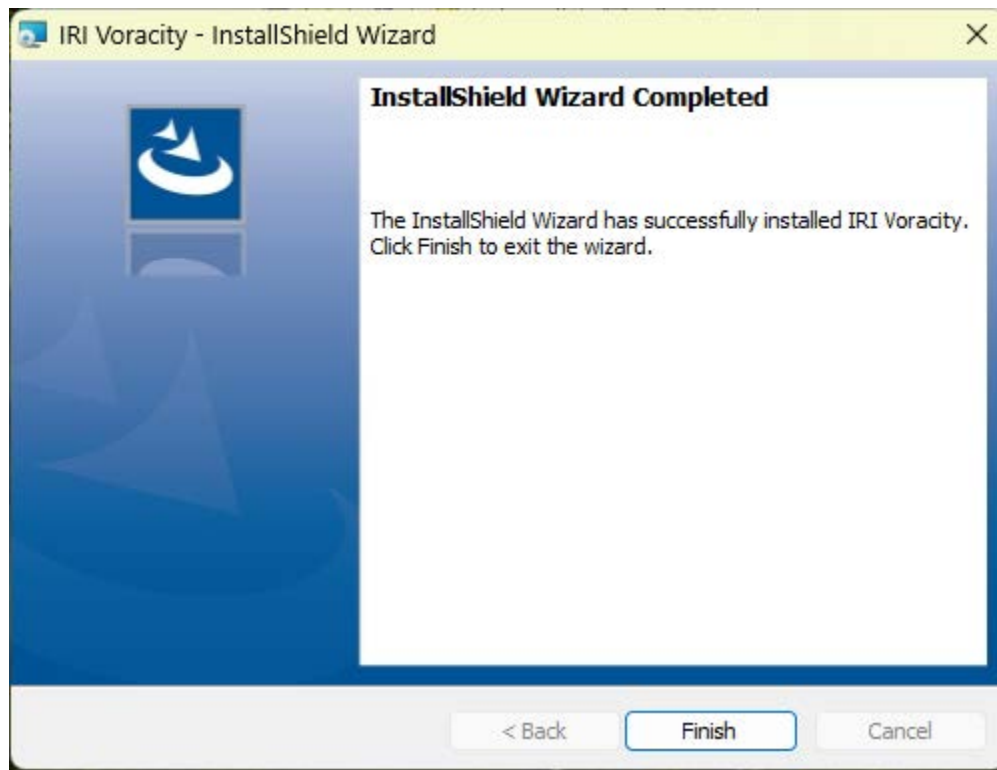 IRI Voracity - InstallShield Wizard
InstallShield Wizard Completed
The InstallShield Wizard has successfully installed IRI Voracity.
Click Finish to exit the wizard.
< Back
Finish
Cancel